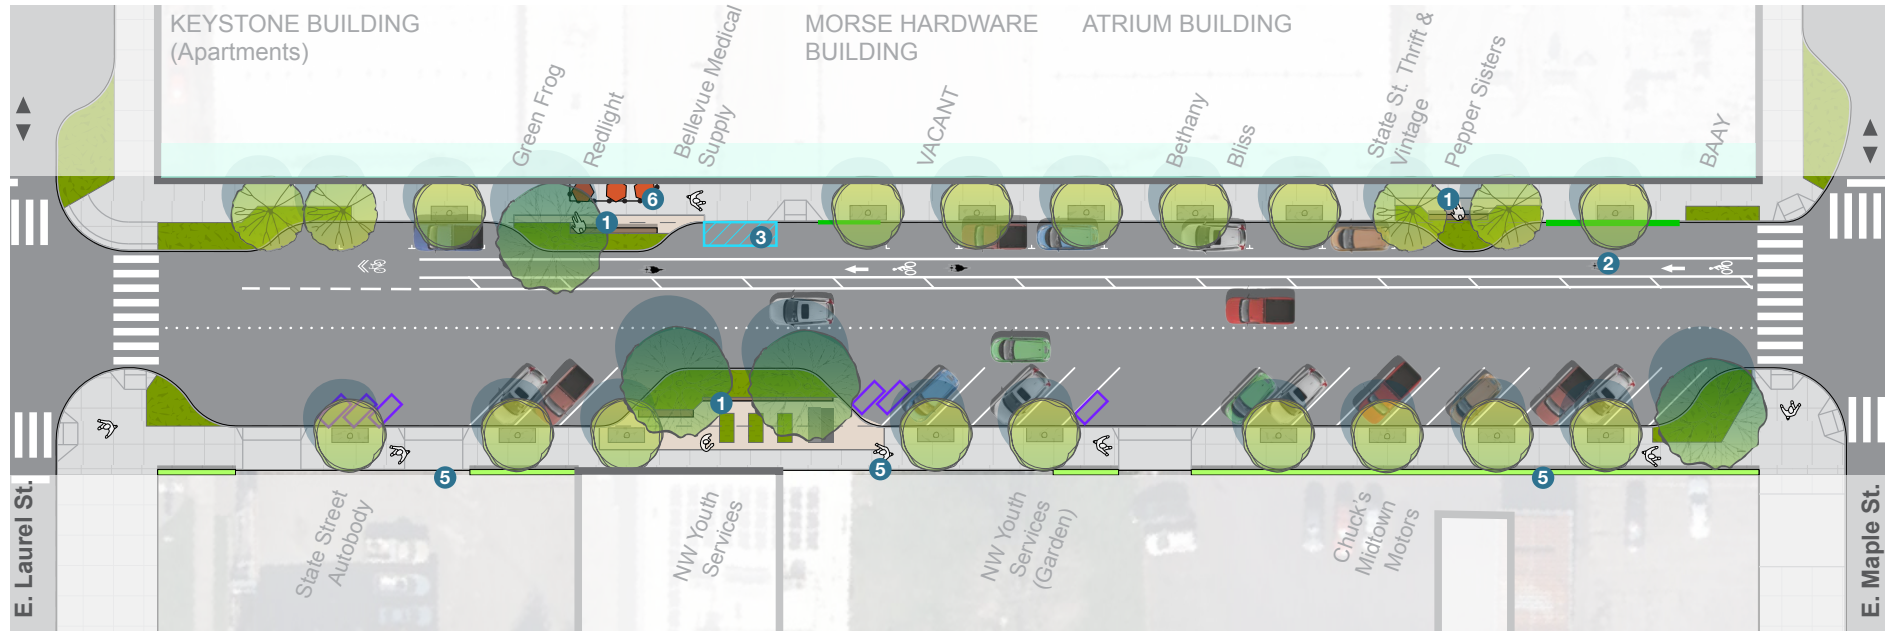 KEYSTONE BUILDING
(Apartments)
MORSE HARDWARE
BUILDING
ATRIUM BUILDING
Green Frog
Redlight
Bellevue Medical
Supply
VACANT
Bethany
Bliss
State St. Thrift &
Vintage
Pepper Sisters
BAAY
6
1
3
1
2
1
5
5
5
State Street
Autobody
NW Youth
Services
NW Youth
Services
(Garden)
Chuck's
Midtown
Motors
E. Laurel St.
E. Maple St.